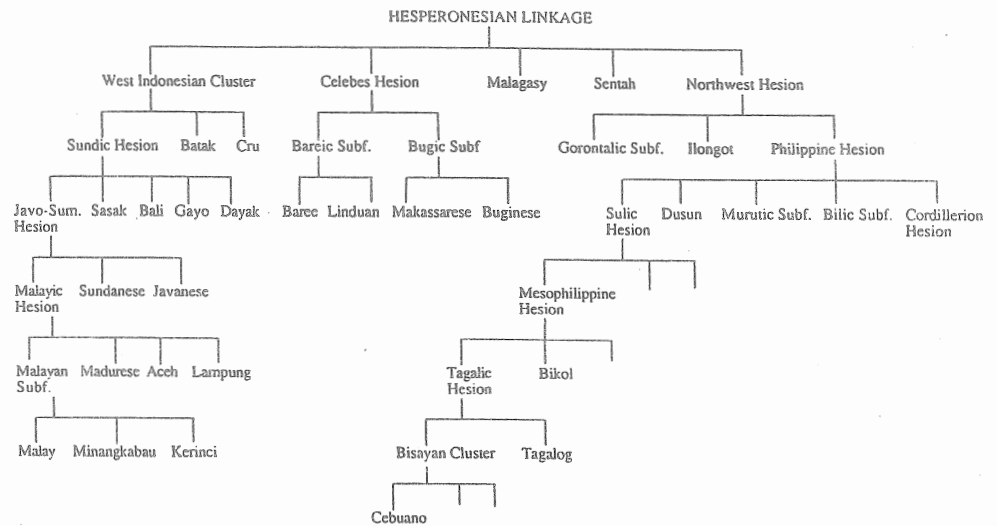 HESPERONESIAN LINKAGE
West Indonesian Cluster Celebes Hesion Malagasy Sentah Northwest Hesion
Sundic Hesion Batak Cru Bareic Subf. Bugic Subf Gorontalic Subf. Ilongot Philippine Hesion
Javo-Sum. Hesion Sasak Bali Gayo Dayak Baree Linduan Makassarese Buginese Sulic Hesion Dusun Murutic Subf. Bilic Subf. Cordillerion Hesion
Malayic Hesion Sundanese Javanese Mesophilippine Hesion
Malayan Subf. Madurese Aceh Lampung Tagalic Hesion Bikol
Malay Minangkabau Kerinci Bisayan Cluster Tagalog
Cebuano